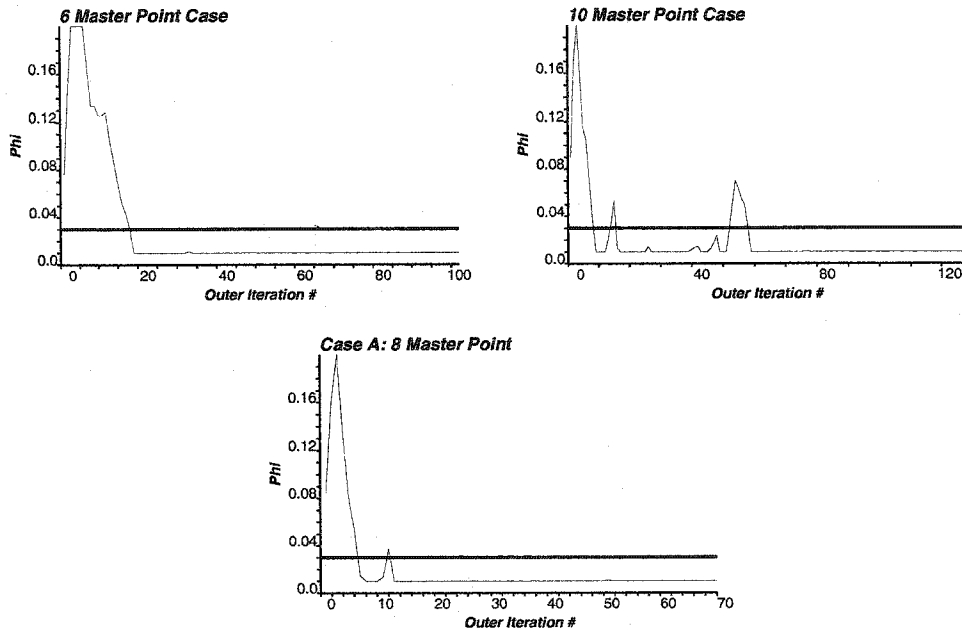 6 Master Point Case
0.16
0.12
0.08
0.04
0.0
Phi
0 20 40 60 80 100
Outer Iteration #
10 Master Point Case
0.16
0.12
0.08
0.04
0.0
Phi
0 40 80 120
Outer Iteration #
Case A: 8 Master Point
0.16
0.12
0.08
0.04
0.0
Phi
0 10 20 30 40 50 60 70
Outer Iteration #